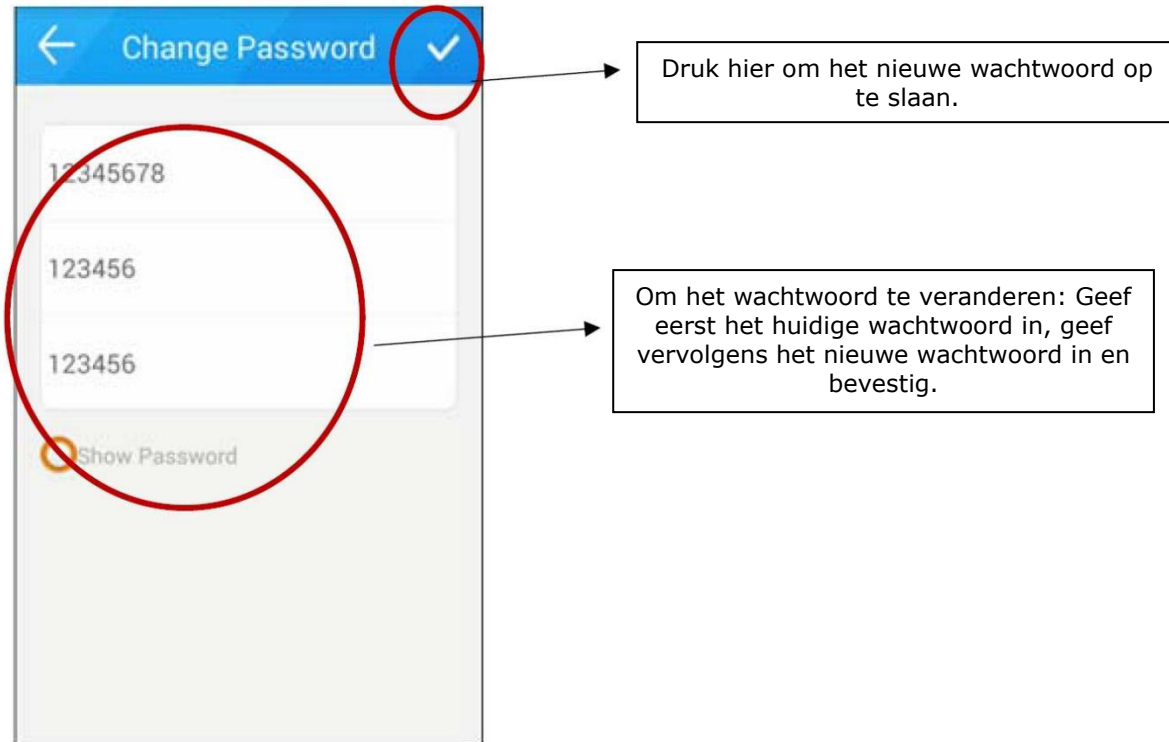 Change Password
Druk hier om het nieuwe wachtwoord op
te slaan.
12345678
123456
123456
Show Password
Om het wachtwoord te veranderen: Geef
eerst het huidige wachtwoord in, geef
vervolgens het nieuwe wachtwoord in en
bevestig.